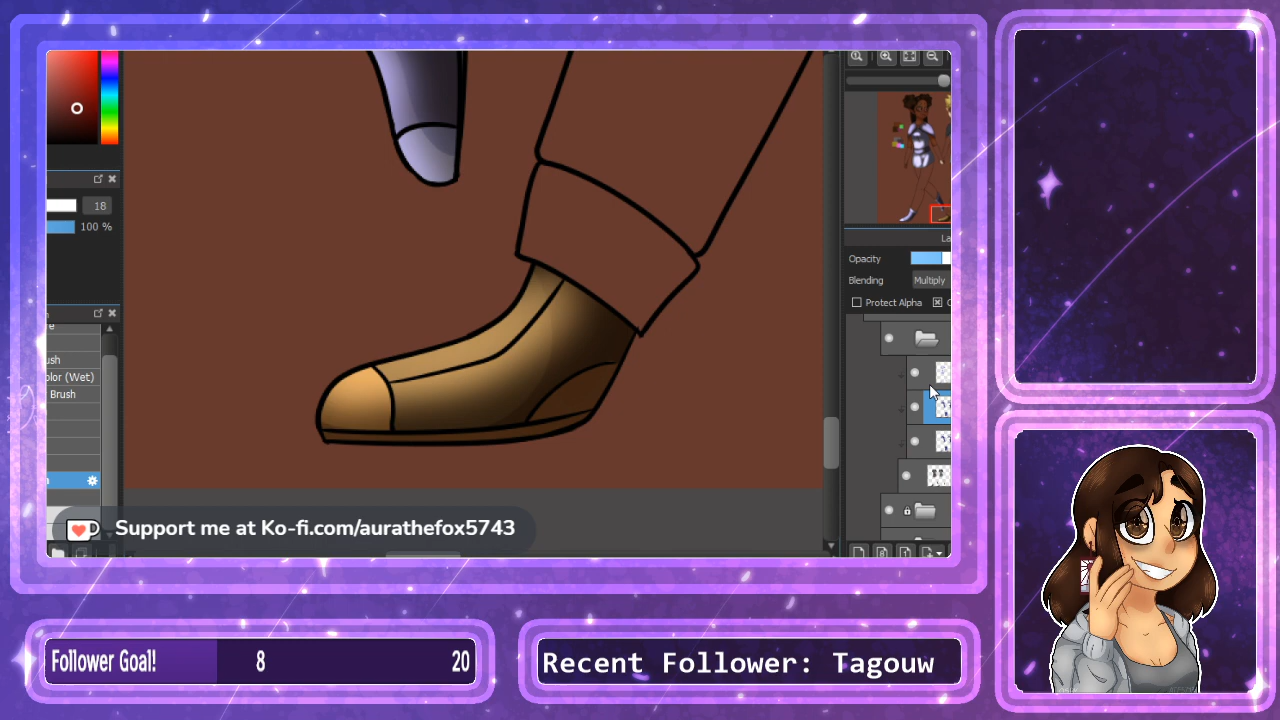 18
100 %
ush
olor (Wet)
Brush
La
Opacity
Blending
Multiply
Protect Alpha
Support me at Ko-fi.com/aurathefox5743
Follower Goal!
8
20
Recent Follower: Tagouw